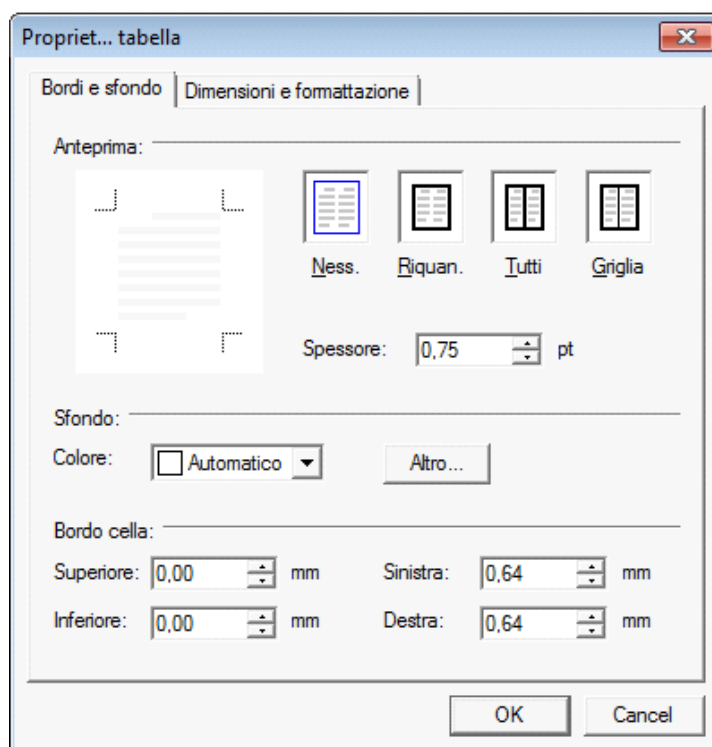 Propriet... tabella
Bordi e sfondo Dimensioni e formattazione
Anteprima:
Ness. Riquan. Tutti Griglia
Spessore: 0,75 pt
Sfondo:
Colore: Automatico Altro...
Bordo cella:
Superiore: 0,00 mm Sinistra: 0,64 mm
Inferiore: 0,00 mm Destra: 0,64 mm
OK Cancel